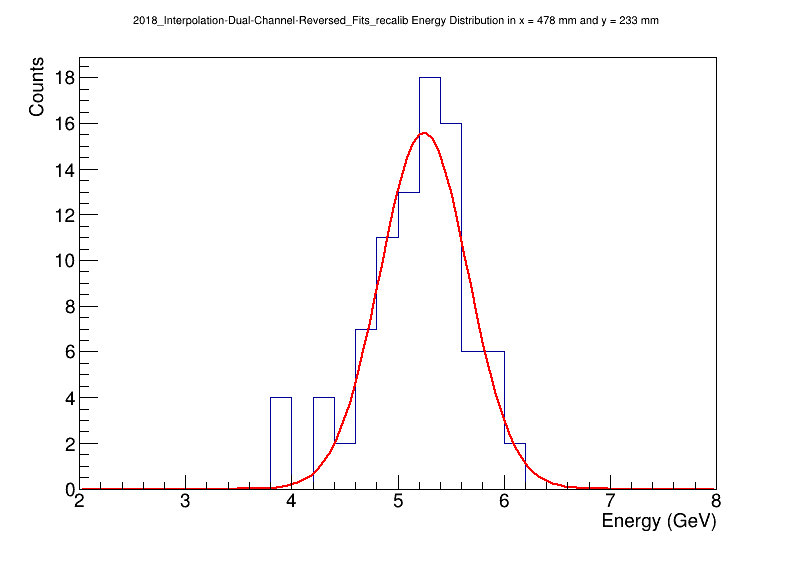 2018_Interpolation-Dual-Channel-Reversed_Fits_recalib Energy Distribution in x = 478 mm and y = 233 mm
Counts
18
16
14
12
10
8
6
4
2
0
2 3 4 5 6 7 8
Energy (GeV)